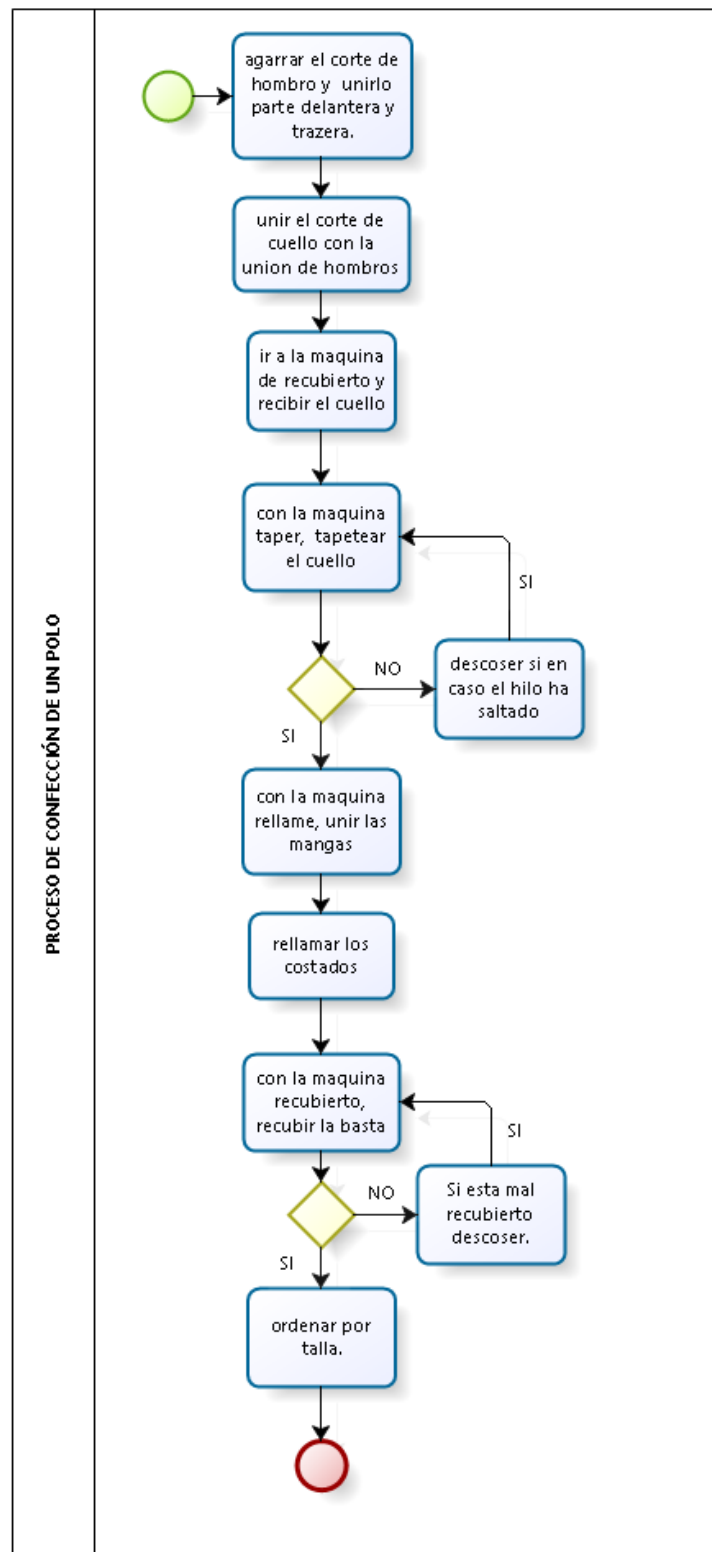 PROCESO DE CONFECCIÓN DE UN POLO
agarrar el corte de
hombro y unirlo
parte delantera y
trazera.
unir el corte de
cuello con la
union de hombros
ir a la maquina
de recubierto y
recibir el cuello
con la maquina
taper, tapetear
el cuello
SI
NO
descoser si en
caso el hilo ha
saltado
SI
con la maquina
rellame, unir las
mangas
rellamar los
costados
con la maquina
recubierto,
recubir la basta
SI
NO
Si esta mal
recubierto
descoser.
SI
ordenar por
talla.